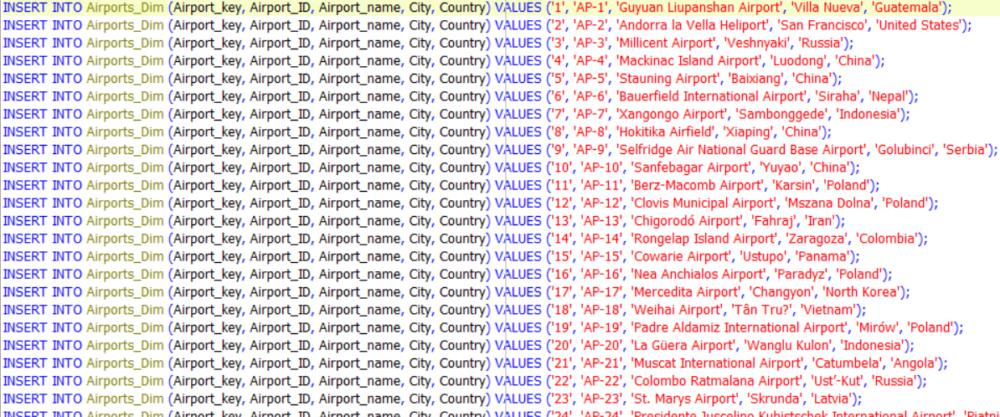 INSERT INTO Airports_Dim (Airport_key, Airport_ID, Airport_name, City, Country) VALUES ('1', 'AP-1', 'Guyuan Liupanshan Airport', 'Villa Nueva', 'Guatemala');
INSERT INTO Airports_Dim (Airport_key, Airport_ID, Airport_name, City, Country) VALUES ('2', 'AP-2', 'Andorra la Vella Heliport', 'San Francisco', 'United States');
INSERT INTO Airports_Dim (Airport_key, Airport_ID, Airport_name, City, Country) VALUES ('3', 'AP-3', 'Millicent Airport', 'Veshnyaki', 'Russia');
INSERT INTO Airports_Dim (Airport_key, Airport_ID, Airport_name, City, Country) VALUES ('4', 'AP-4', 'Mackinac Island Airport', 'Luodong', 'China');
INSERT INTO Airports_Dim (Airport_key, Airport_ID, Airport_name, City, Country) VALUES ('5', 'AP-5', 'Stauning Airport', 'Baixiang', 'China');
INSERT INTO Airports_Dim (Airport_key, Airport_ID, Airport_name, City, Country) VALUES ('6', 'AP-6', 'Bauerfield International Airport', 'Siraha', 'Nepal');
INSERT INTO Airports_Dim (Airport_key, Airport_ID, Airport_name, City, Country) VALUES ('7', 'AP-7', 'Xangongo Airport', 'Sambonggede', 'Indonesia');
INSERT INTO Airports_Dim (Airport_key, Airport_ID, Airport_name, City, Country) VALUES ('8', 'AP-8', 'Hokitika Airfield', 'Xiaping', 'China');
INSERT INTO Airports_Dim (Airport_key, Airport_ID, Airport_name, City, Country) VALUES ('9', 'AP-9', 'Selfridge Air National Guard Base Airport', 'Golubinci', 'Serbia');
INSERT INTO Airports_Dim (Airport_key, Airport_ID, Airport_name, City, Country) VALUES ('10', 'AP-10', 'Sanfebagar Airport', 'Yuyao', 'China');
INSERT INTO Airports_Dim (Airport_key, Airport_ID, Airport_name, City, Country) VALUES ('11', 'AP-11', 'Berz-Macomb Airport', 'Karsin', 'Poland');
INSERT INTO Airports_Dim (Airport_key, Airport_ID, Airport_name, City, Country) VALUES ('12', 'AP-12', 'Clovis Municipal Airport', 'Mszana Dolna', 'Poland');
INSERT INTO Airports_Dim (Airport_key, Airport_ID, Airport_name, City, Country) VALUES ('13', 'AP-13', 'Chigorodó Airport', 'Fahraj', 'Iran');
INSERT INTO Airports_Dim (Airport_key, Airport_ID, Airport_name, City, Country) VALUES ('14', 'AP-14', 'Rongelap Island Airport', 'Zaragoza', 'Colombia');
INSERT INTO Airports_Dim (Airport_key, Airport_ID, Airport_name, City, Country) VALUES ('15', 'AP-15', 'Cowarie Airport', 'Ustupo', 'Panama');
INSERT INTO Airports_Dim (Airport_key, Airport_ID, Airport_name, City, Country) VALUES ('16', 'AP-16', 'Nea Anchialos Airport', 'Paradyz', 'Poland');
INSERT INTO Airports_Dim (Airport_key, Airport_ID, Airport_name, City, Country) VALUES ('17', 'AP-17', 'Mercedita Airport', 'Changyon', 'North Korea');
INSERT INTO Airports_Dim (Airport_key, Airport_ID, Airport_name, City, Country) VALUES ('18', 'AP-18', 'Weihai Airport', 'Tân Tru?', 'Vietnam');
INSERT INTO Airports_Dim (Airport_key, Airport_ID, Airport_name, City, Country) VALUES ('19', 'AP-19', 'Padre Aldamiz International Airport', 'Mirów', 'Poland');
INSERT INTO Airports_Dim (Airport_key, Airport_ID, Airport_name, City, Country) VALUES ('20', 'AP-20', 'La Güera Airport', 'Wanglu Kulon', 'Indonesia');
INSERT INTO Airports_Dim (Airport_key, Airport_ID, Airport_name, City, Country) VALUES ('21', 'AP-21', 'Muscat International Airport', 'Catumbela', 'Angola');
INSERT INTO Airports_Dim (Airport_key, Airport_ID, Airport_name, City, Country) VALUES ('22', 'AP-22', 'Colombo Ratmalana Airport', 'Ust’-Kut', 'Russia');
INSERT INTO Airports_Dim (Airport_key, Airport_ID, Airport_name, City, Country) VALUES ('23', 'AP-23', 'St. Marys Airport', 'Skrunda', 'Latvia');
INSERT INTO Airports_Dim (Airport_key, Airport_ID, Airport_name, City, Country) VALUES ('24', 'AP-24', 'Presidente Juscelino Kubistschek International Airport',